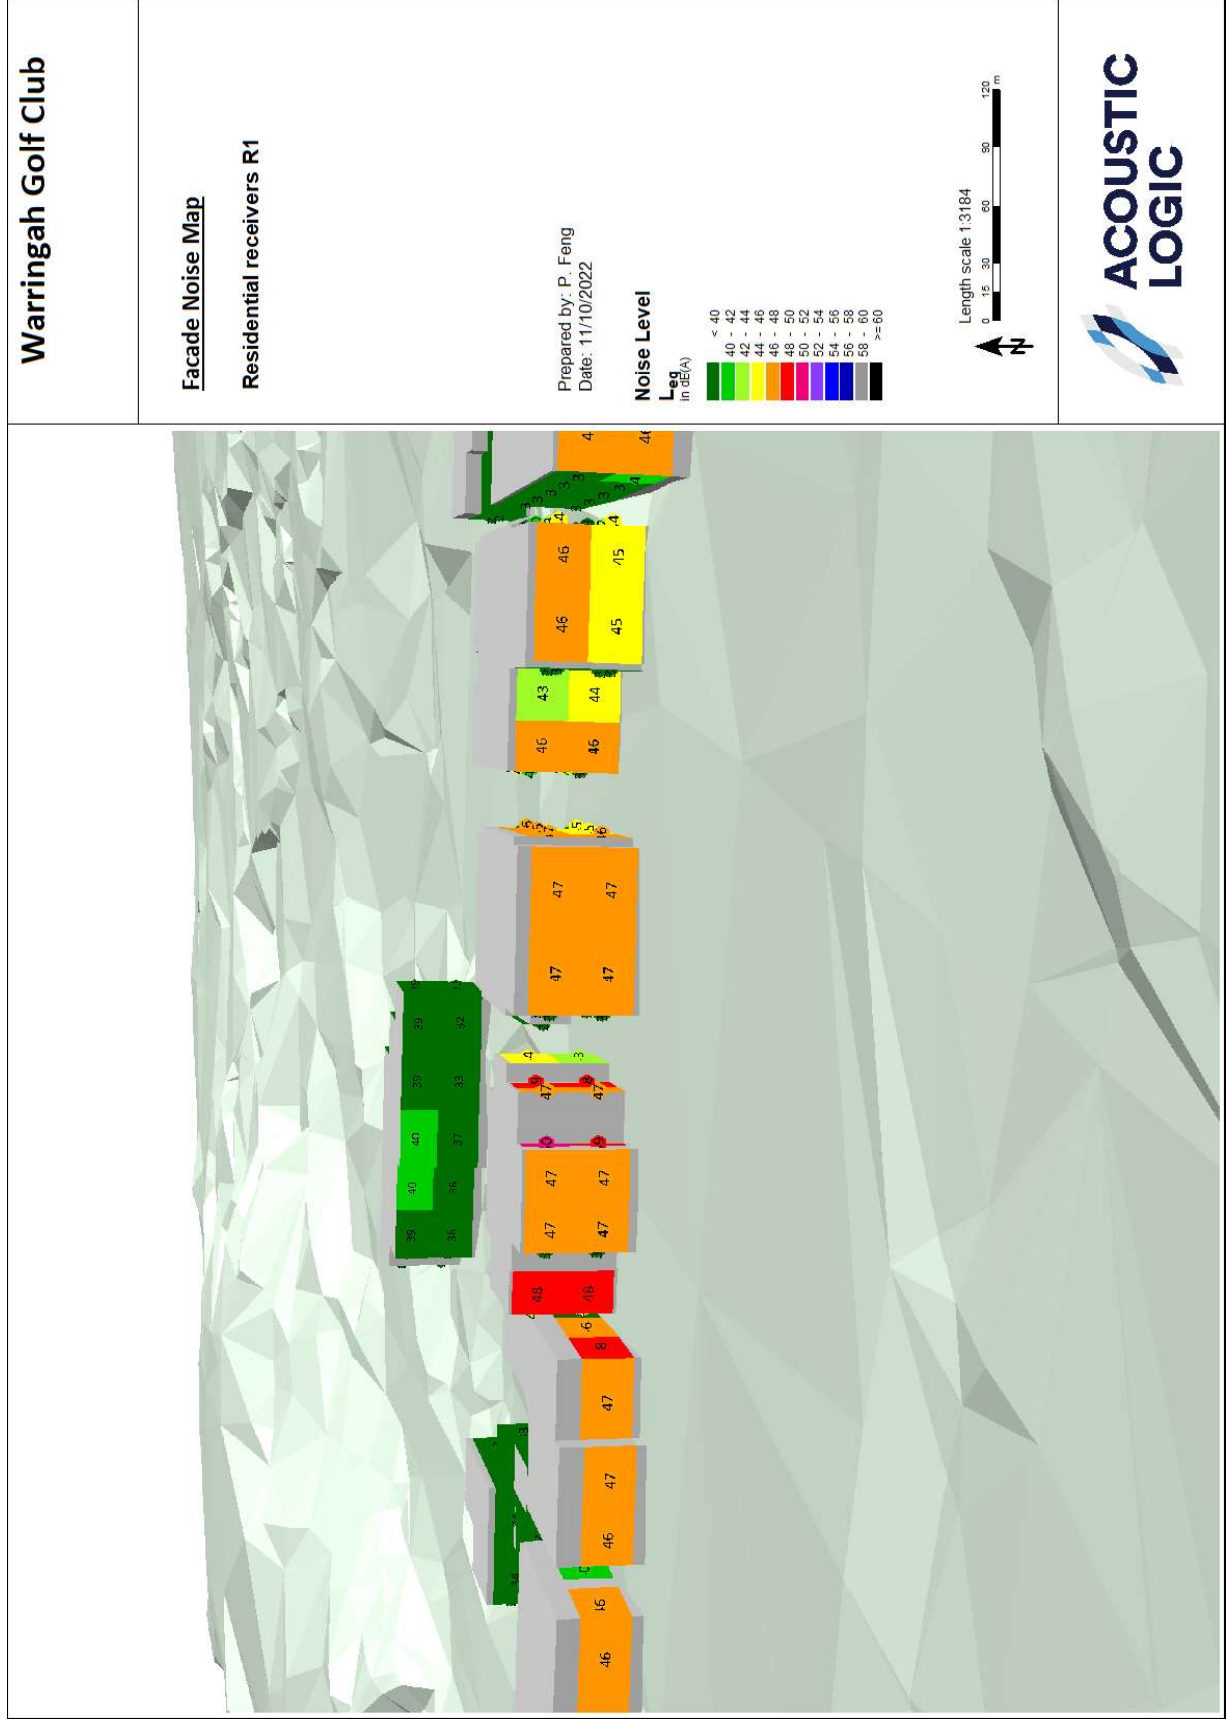 Warringah Golf Club
Facade Noise Map
Residential receivers R1
Prepared by: P. Feng
Date: 11/10/2022
Noise Level
Leq
in dB(A)
< 40
40 - 42
42 - 44
44 - 46
46 - 48
48 - 50
50 - 52
52 - 54
54 - 56
56 - 58
58 - 60
>= 60
Length scale 1:3184
0 15 30 60 90 120
m
N
ACOUSTIC
LOGIC
39 40 40 39 39
38 36 37 33 32
34
46 46 47 47
48 47 47 47 47 47 46 43 46 46
48 47 47 47 47 47 46 44 45
46